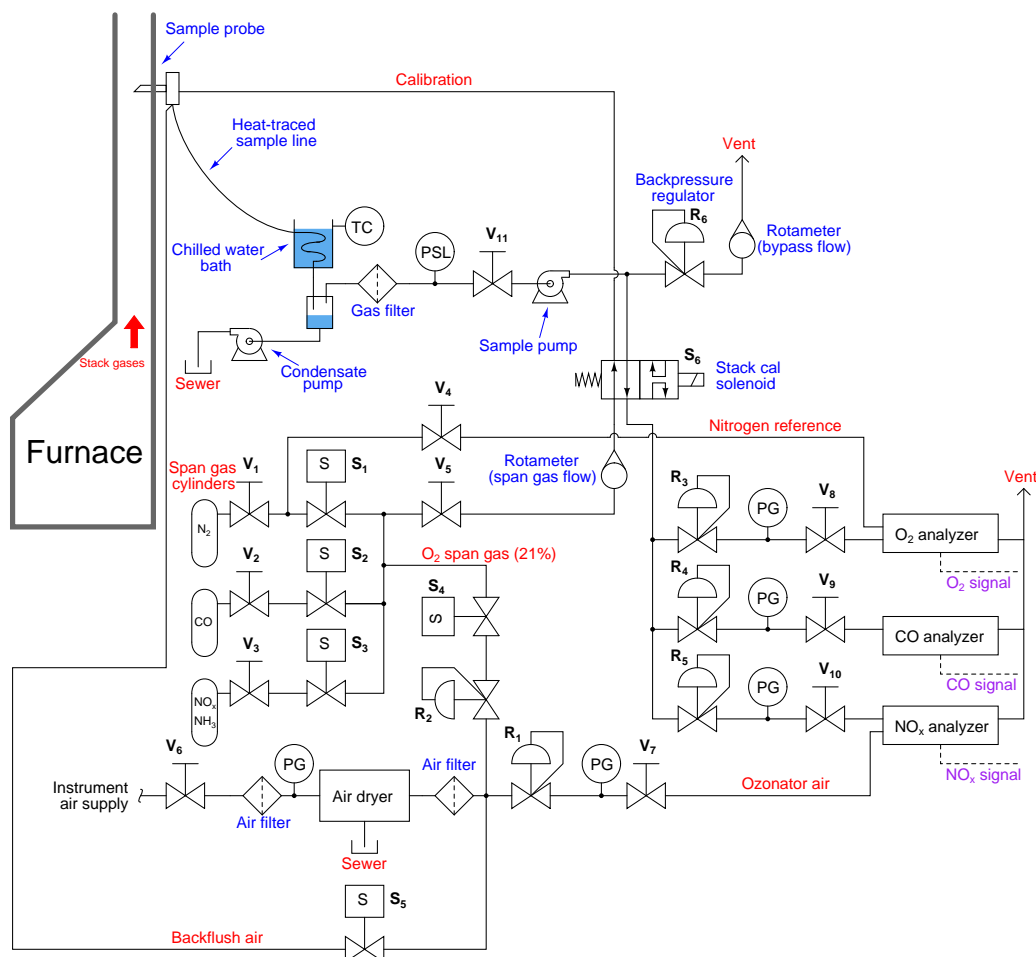 Sample probe
Calibration
Heat-traced
sample line
Vent
Backpressure
regulator
R6
Rotameter
(bypass flow)
TC
Chilled water
bath
PSL
V11
Gas filter
Sample pump
Stack gases
Sewer
Condensate
pump
S6
Stack cal
solenoid
Furnace
V4
Nitrogen reference
Span gas
cylinders
V1
S
S1
V5
Rotameter
(span gas flow)
Vent
N2
R3
PG
V8
O2 analyzer
O2 signal
V2
S
S2
O2 span gas (21%)
CO
S4
S
R4
PG
V9
CO analyzer
CO signal
V3
S
S3
NOx
NH3
R2
R5
PG
V10
NOx analyzer
NOx signal
V6
PG
Air filter
R1
PG
V7
Instrument
air supply
Air filter
Air dryer
Ozonator air
Sewer
S
S5
Backflush air